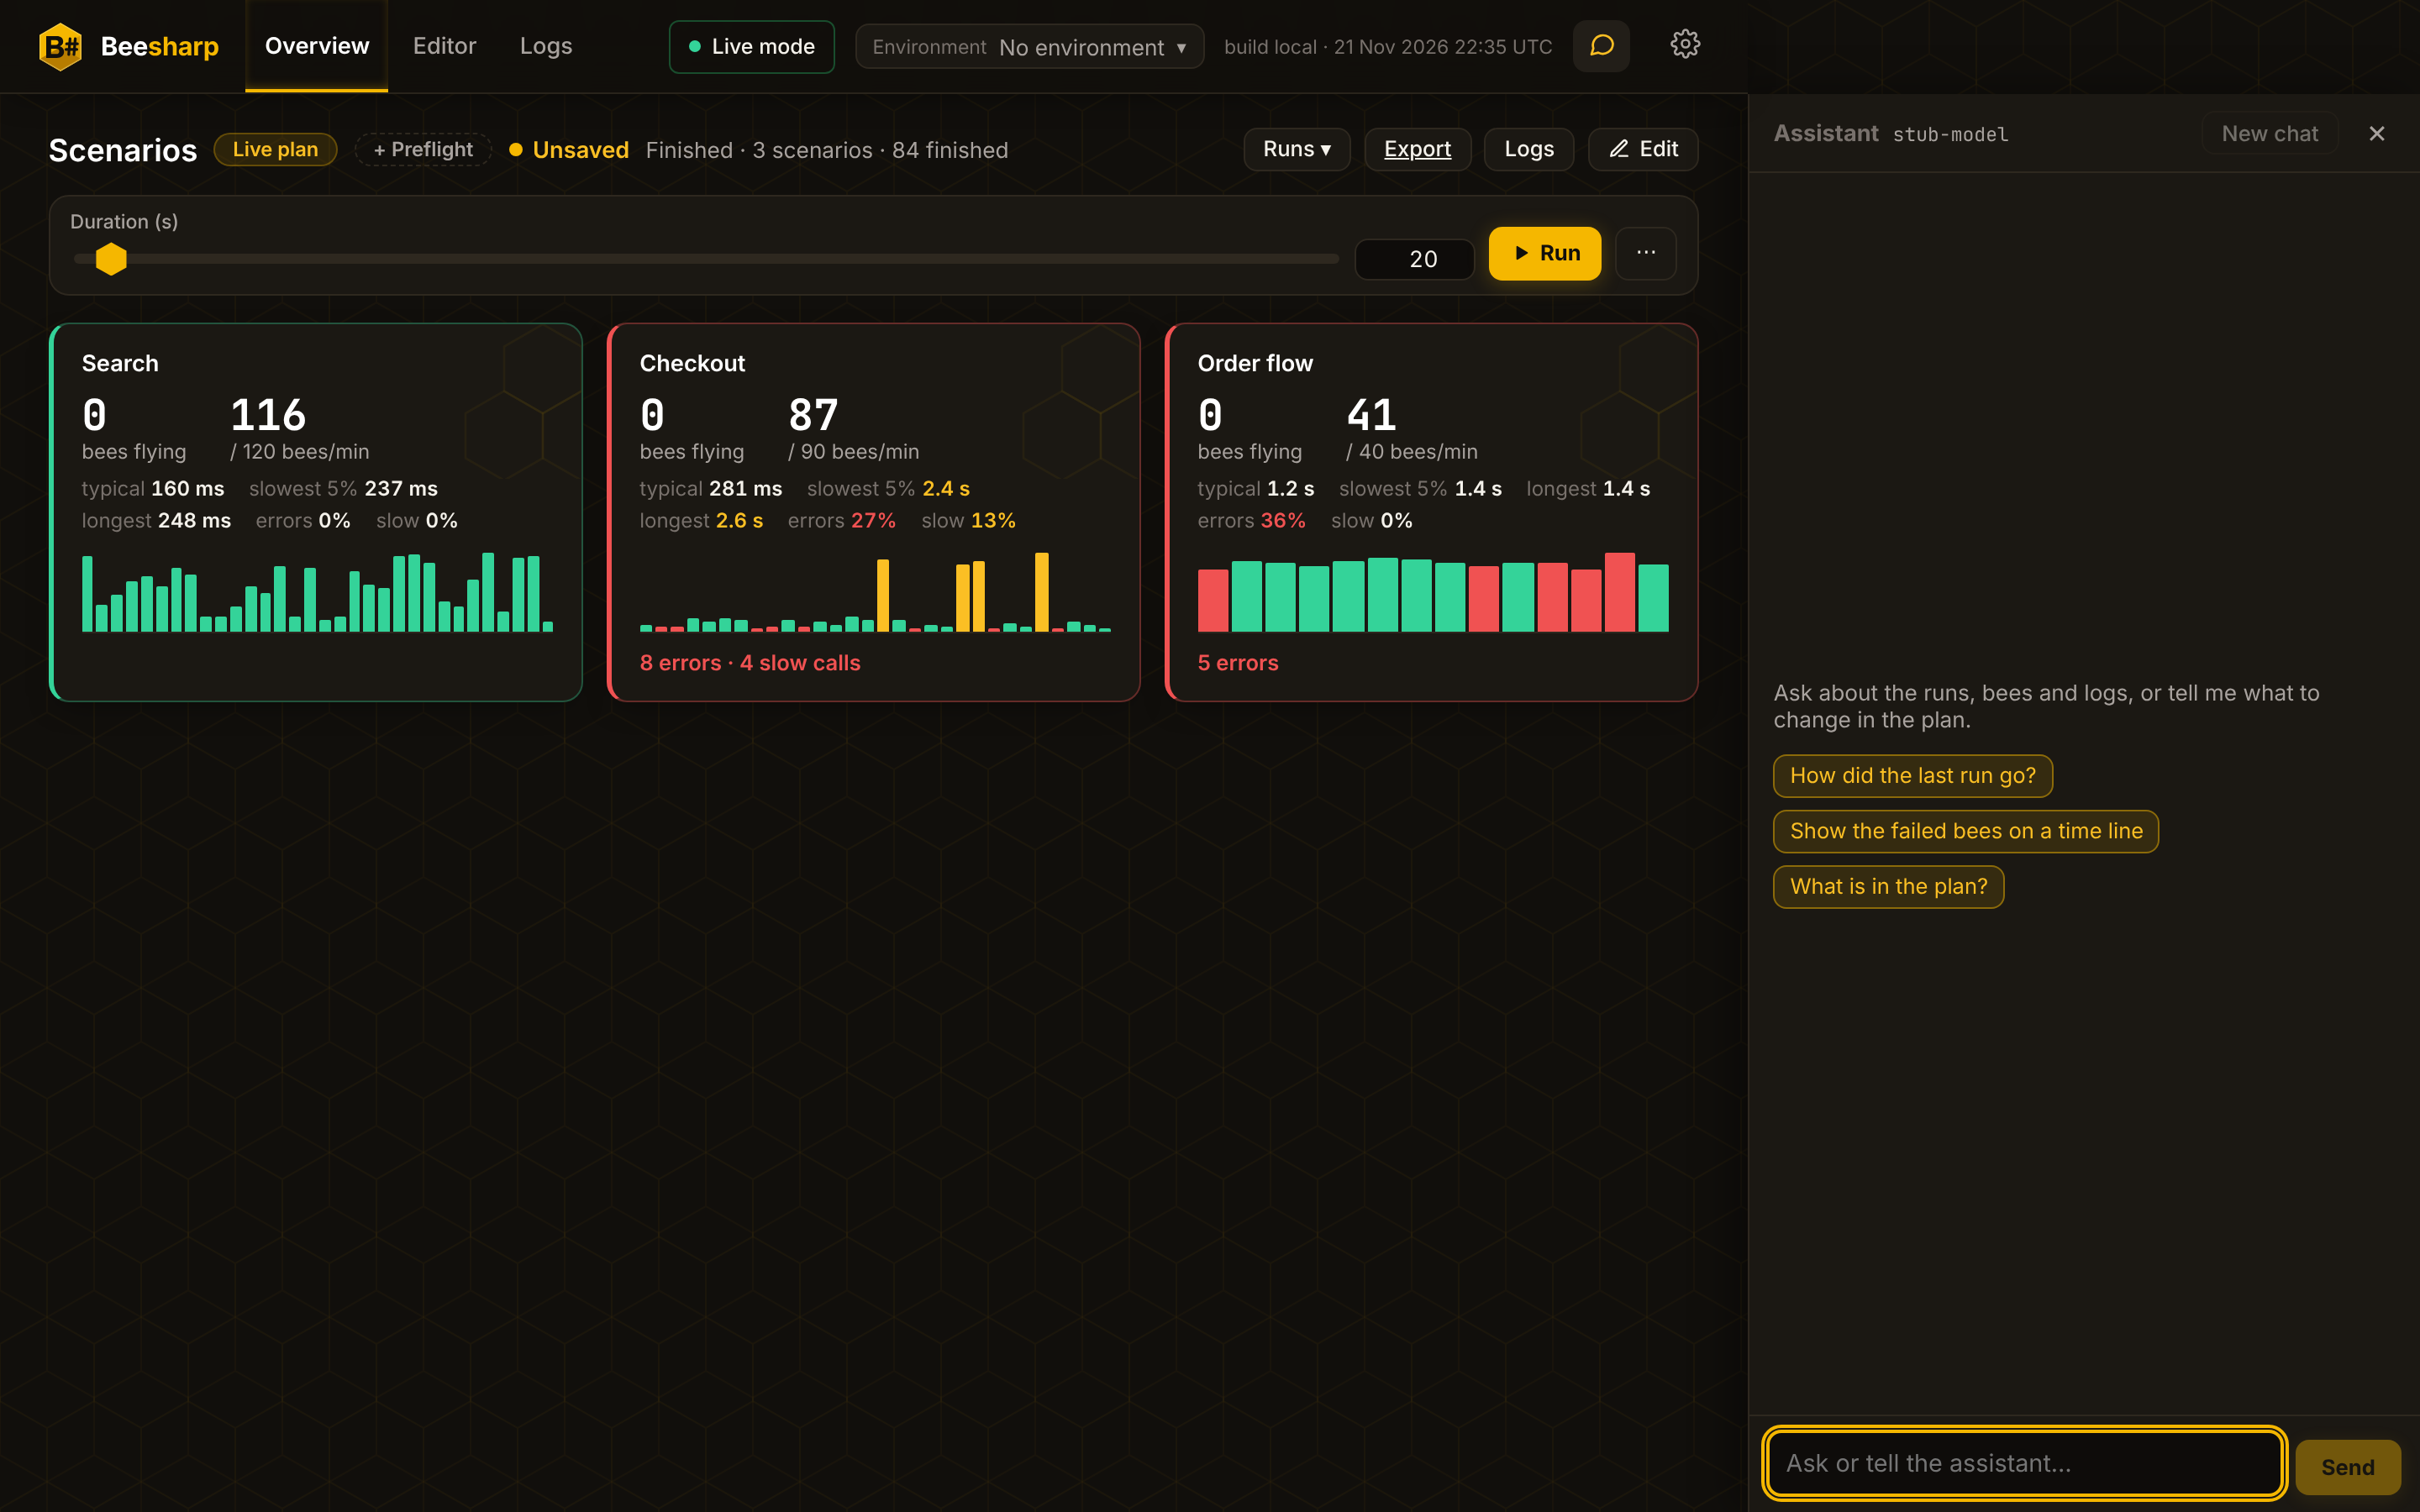 B# Beesharp Overview Editor Logs Live mode Environment No environment ▾ build local · 21 Nov 2026 22:35 UTC
Scenarios Live plan + Preflight Unsaved Finished · 3 scenarios · 84 finished Runs ▾ Export Logs Edit
Duration (s)
20 Run ...
Search
0 116
bees flying / 120 bees/min
typical 160 ms slowest 5% 237 ms
longest 248 ms errors 0% slow 0%
Checkout
0 87
bees flying / 90 bees/min
typical 281 ms slowest 5% 2.4 s
longest 2.6 s errors 27% slow 13%
8 errors · 4 slow calls
Order flow
0 41
bees flying / 40 bees/min
typical 1.2 s slowest 5% 1.4 s longest 1.4 s
errors 36% slow 0%
5 errors
Assistant stub-model New chat ✕
Ask about the runs, bees and logs, or tell me what to
change in the plan.
How did the last run go?
Show the failed bees on a time line
What is in the plan?
Ask or tell the assistant... Send